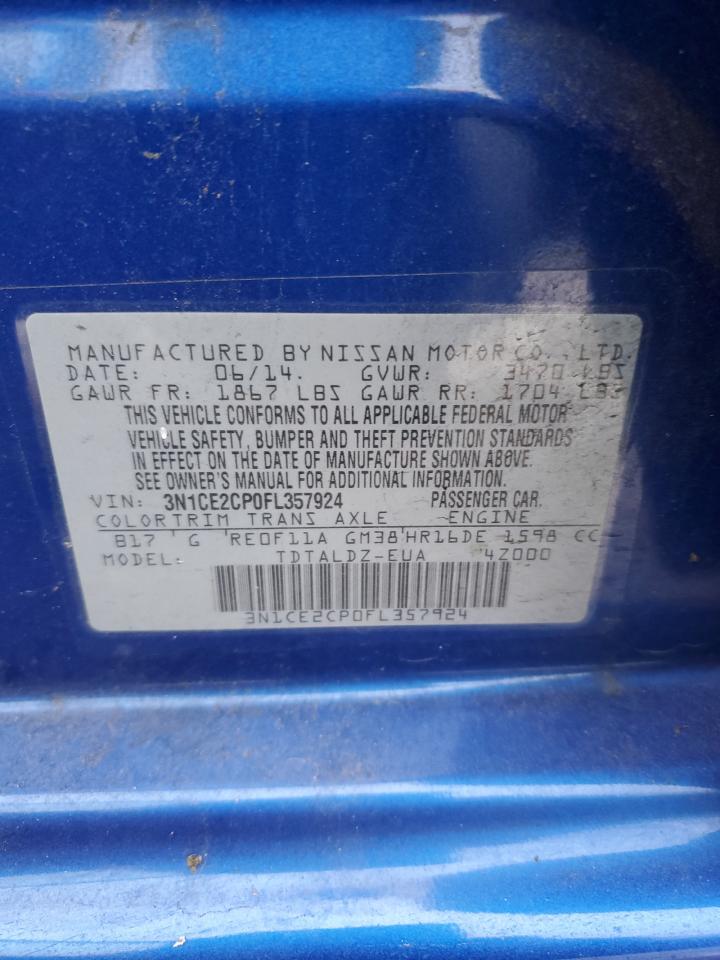 MANUFACTURED BY NISSAN MOTOR CO., LTD.
DATE: 06/14. GVWR: 3470 LBS
GAWR FR: 1867 LBS GAWR RR: 1704 LBS
THIS VEHICLE CONFORMS TO ALL APPLICABLE FEDERAL MOTOR
VEHICLE SAFETY, BUMPER AND THEFT PREVENTION STANDARDS
IN EFFECT ON THE DATE OF MANUFACTURE SHOWN ABOVE.
SEE OWNER'S MANUAL FOR ADDITIONAL INFORMATION.
VIN: 3N1CE2CP0FL357924 PASSENGER CAR.
COLOR TRIM TRANS AXLE ENGINE
B17 G RE0F11A GM38 HR16DE 1598 CC
MODEL: TDTALDZ-EUA 4Z000
3N1CE2CP0FL357924